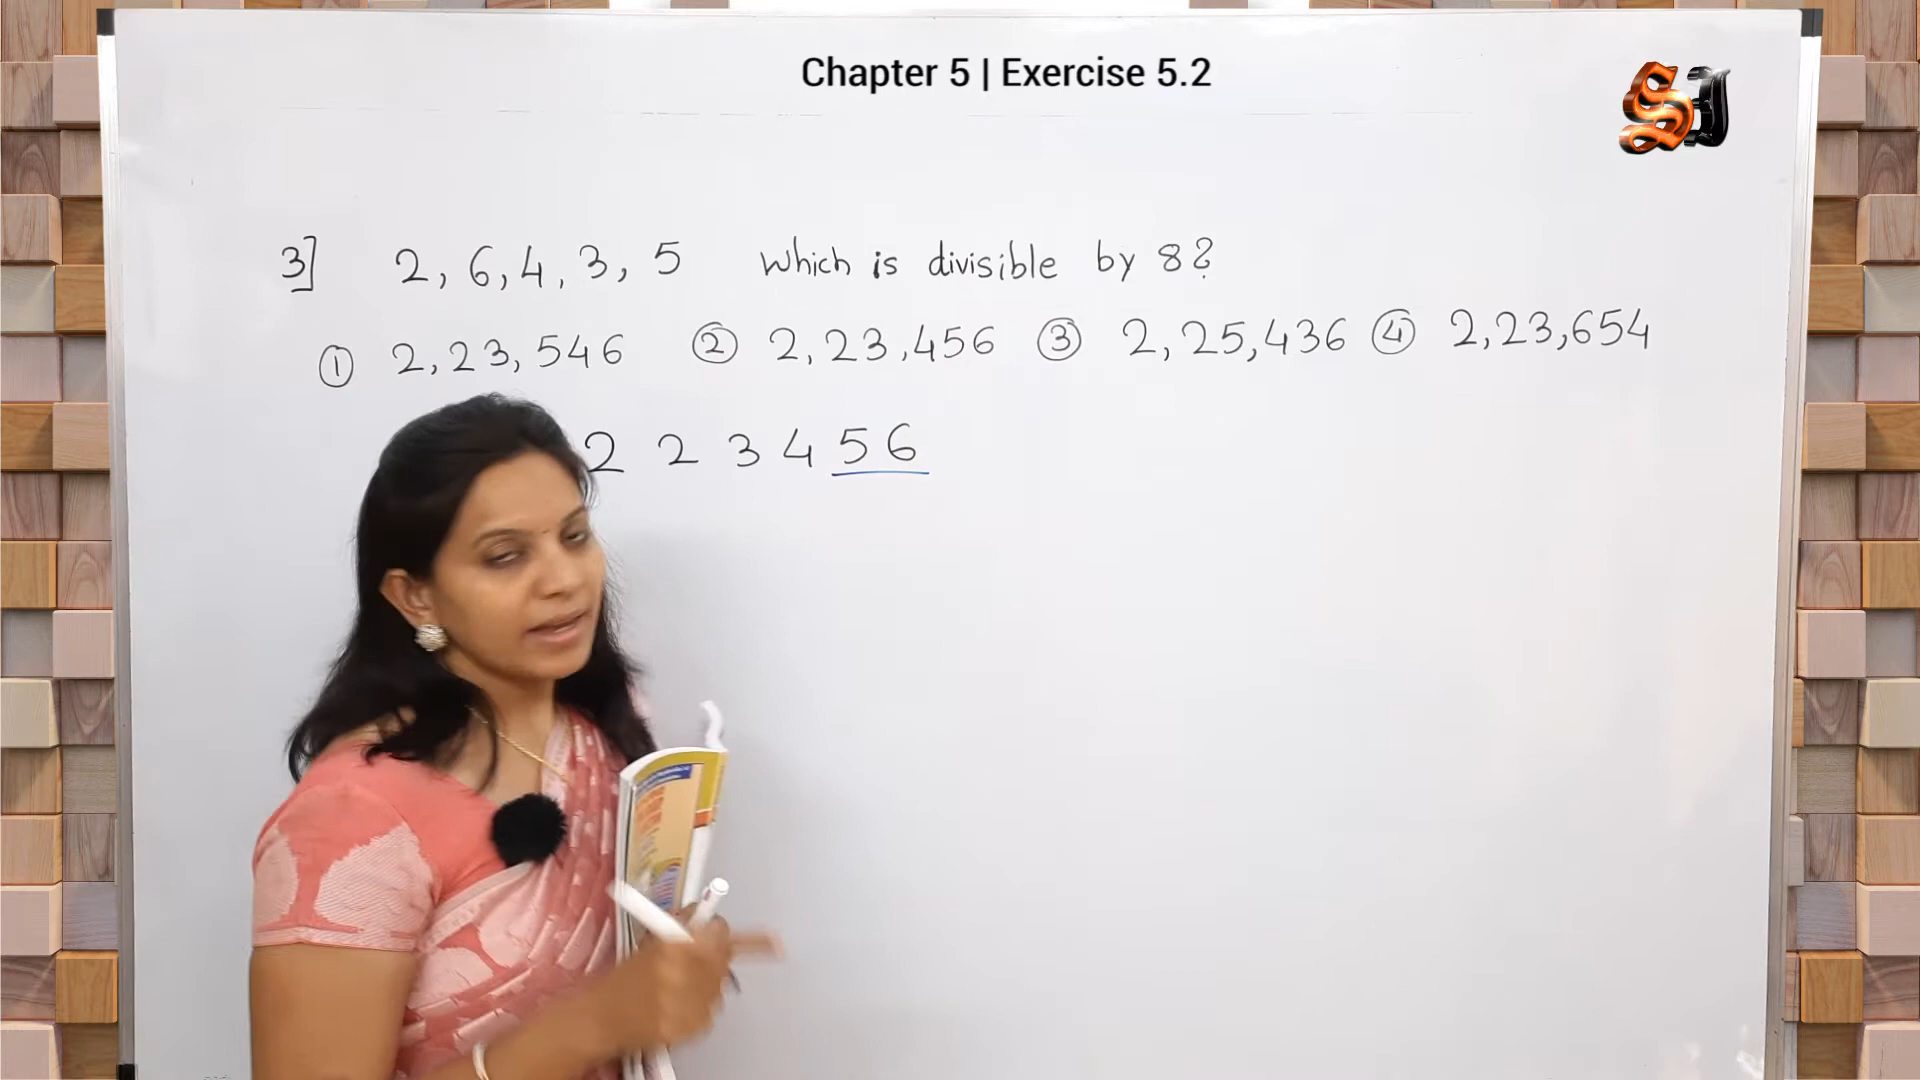 Chapter 5 | Exercise 5.2
SJ
3] 2, 6, 4, 3, 5 which is divisible by 8?
① 2,23,546 ② 2,23,456 ③ 2,25,436 ④ 2,23,654
2 2 3 4 5 6